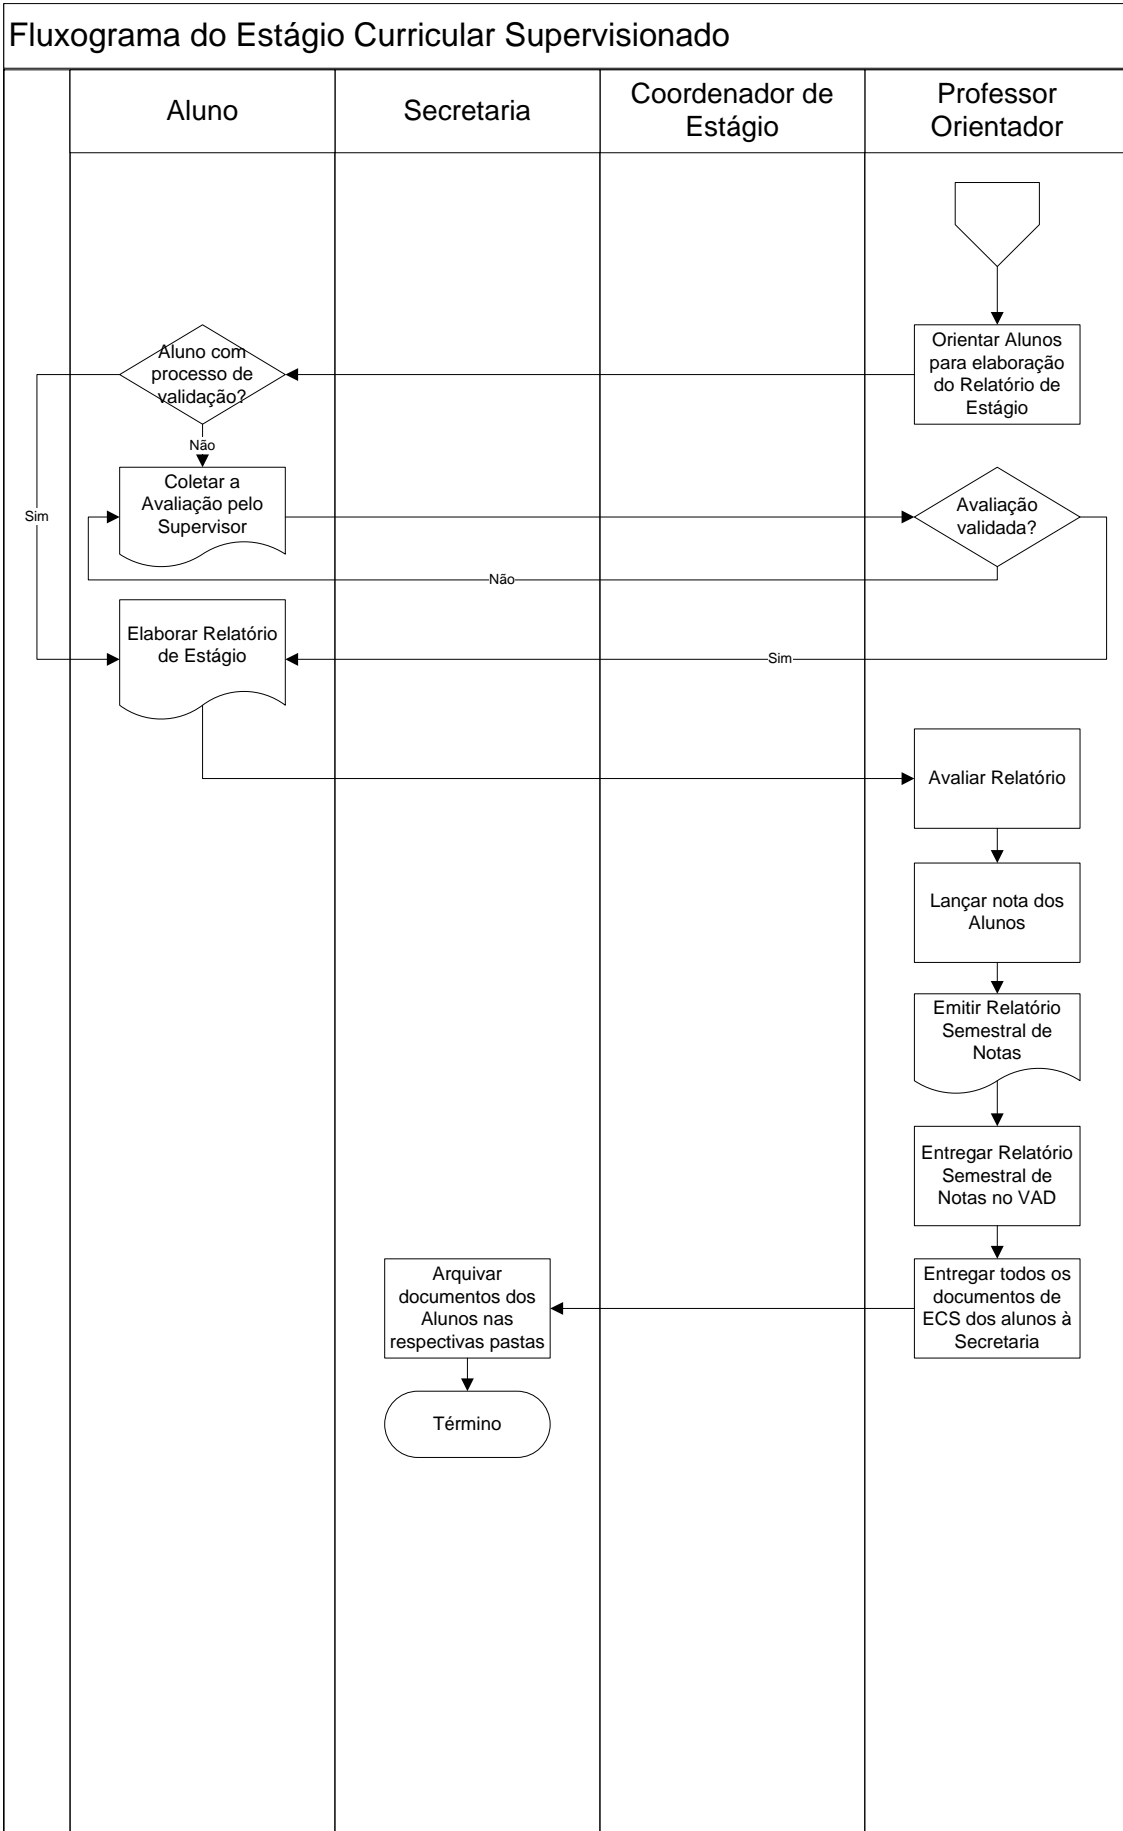 Fluxograma do Estágio Curricular Supervisionado
Aluno
Secretaria
Coordenador de
Estágio
Professor
Orientador
Orientar Alunos
para elaboração
do Relatório de
Estágio
Aluno com
processo de
validação?
Não
Coletar a
Avaliação pelo
Supervisor
Sim
Avaliação
validada?
Não
Elaborar Relatório
de Estágio
Sim
Avaliar Relatório
Lançar nota dos
Alunos
Emitir Relatório
Semestral de
Notas
Entregar Relatório
Semestral de
Notas no VAD
Entregar todos os
documentos de
ECS dos alunos à
Secretaria
Arquivar
documentos dos
Alunos nas
respectivas pastas
Término